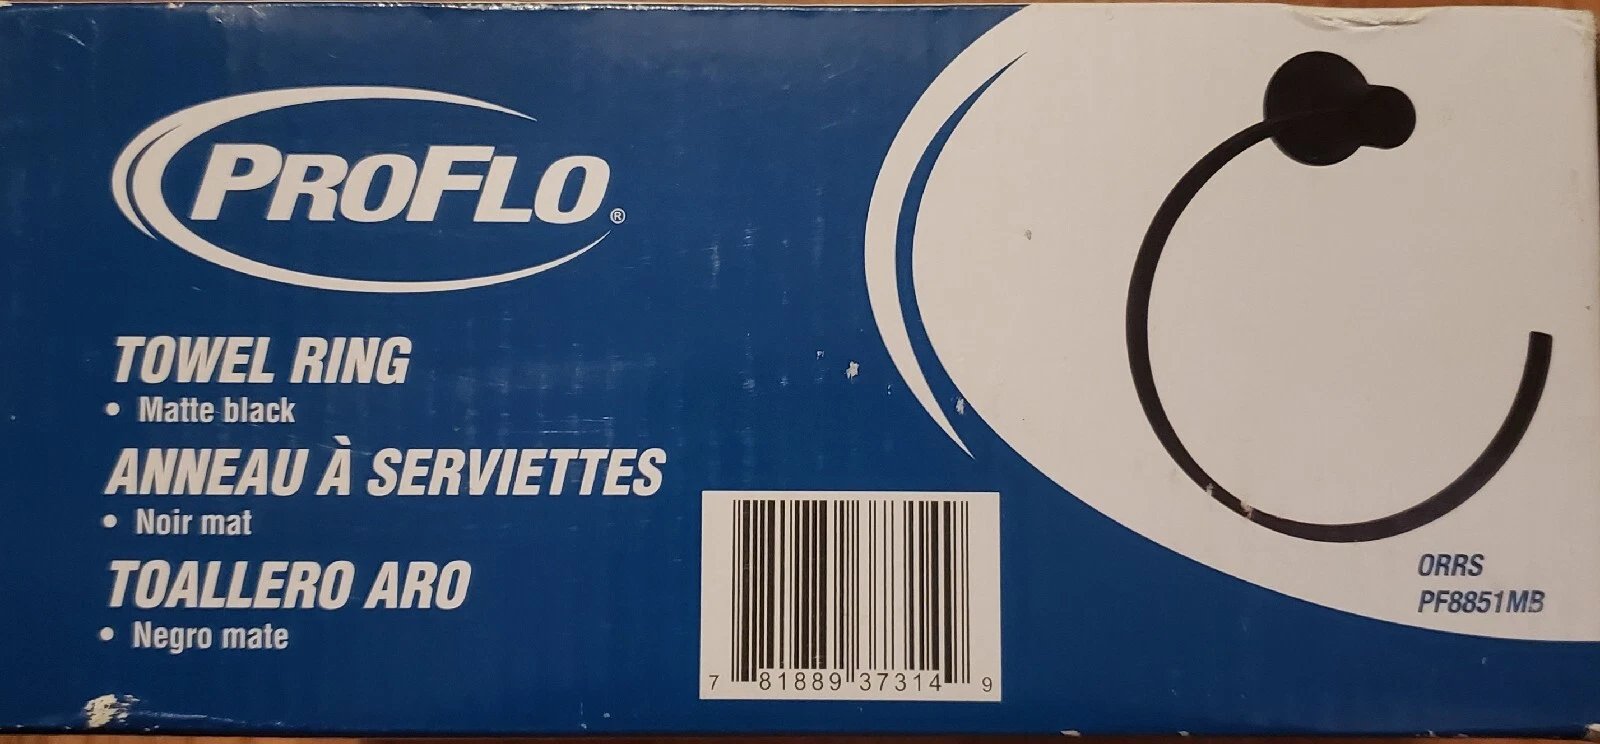 PROFLO®
TOWEL RING
• Matte black
ANNEAU À SERVIETTES
• Noir mat
TOALLERO ARO
• Negro mate
7 81889 37314 9
ORRS
PF8851MB